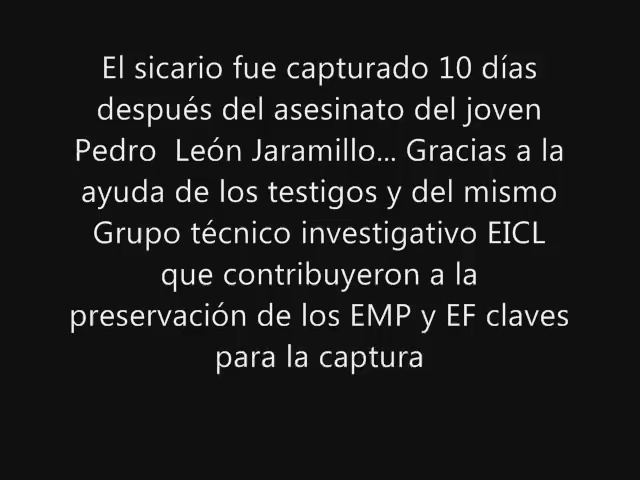 El sicario fue capturado 10 días
después del asesinato del joven
Pedro  León Jaramillo... Gracias a la
ayuda de los testigos y del mismo
Grupo técnico investigativo EICL
que contribuyeron a la
preservación de los EMP y EF claves
para la captura